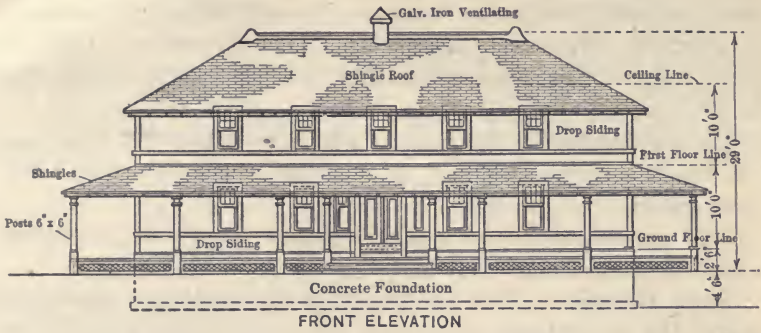 Galv. Iron Ventilating
Shingle Roof
Ceiling Line
10'0"
Drop Siding
First Floor Line
29'0"
Shingles
10'0"
Posts 6" x 6"
Drop Siding
Ground Floor Line
2'6"
4'6"
Concrete Foundation
FRONT ELEVATION